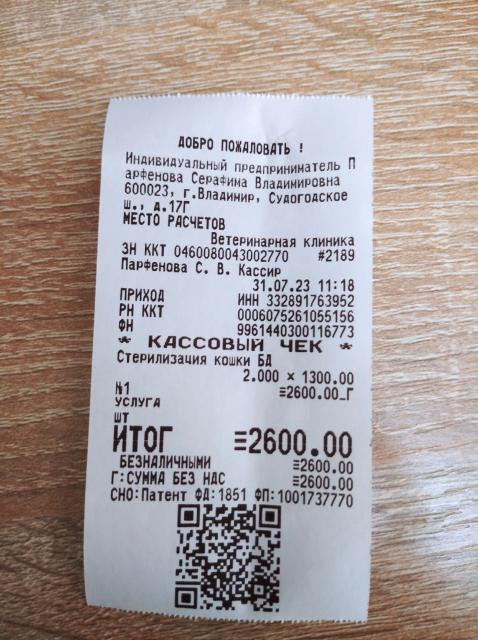 ДОБРО ПОЖАЛОВАТЬ !
Индивидуальный предприниматель П
арфенова Серафима Владимировна
600023, г.Владимир, Судогодское
ш., д.17Г
МЕСТО РАСЧЕТОВ
Ветеринарная клиника
ЗН ККТ 0460080043002770 #2189
Парфенова С. В. Кассир
31.07.23 11:18
ПРИХОД ИНН 332891763952
РН ККТ 0006075261055156
ФН 9961440300116773
* КАССОВЫЙ ЧЕК *
Стерилизация кошки БД
2.000 × 1300.00
№1 ≡2600.00_Г
УСЛУГА
ШТ
ИТОГ ≡2600.00
БЕЗНАЛИЧНЫМИ ≡2600.00
Г:СУММА БЕЗ НДС ≡2600.00
СНО:Патент ФД:1851 ФП:1001737770